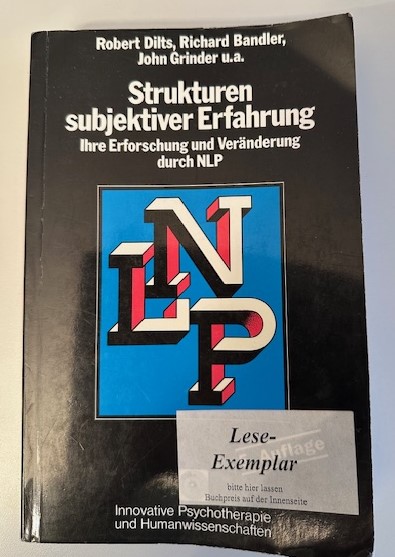 Robert Dilts, Richard Bandler,
John Grinder u.a.
Strukturen
subjektiver Erfahrung
Ihre Erforschung und Veränderung
durch NLP
NLP
Auflage
Lese-
Exemplar
bitte hier lassen
Buchpreis auf der Innenseite
Innovative Psychotherapie
und Humanwissenschaften